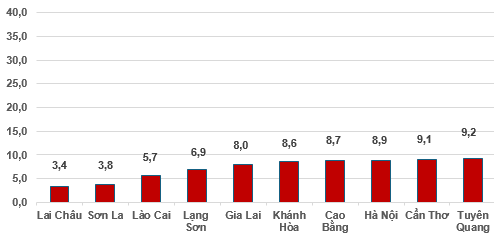 40,0
35,0
30,0
25,0
20,0
15,0
10,0
5,0
0,0
3,4
3,8
5,7
6,9
8,0
8,6
8,7
8,9
9,1
9,2
Lai Châu
Sơn La
Lào Cai
Lạng
Sơn
Gia Lai
Khánh
Hòa
Cao
Bằng
Hà Nội
Cần Thơ
Tuyên
Quang